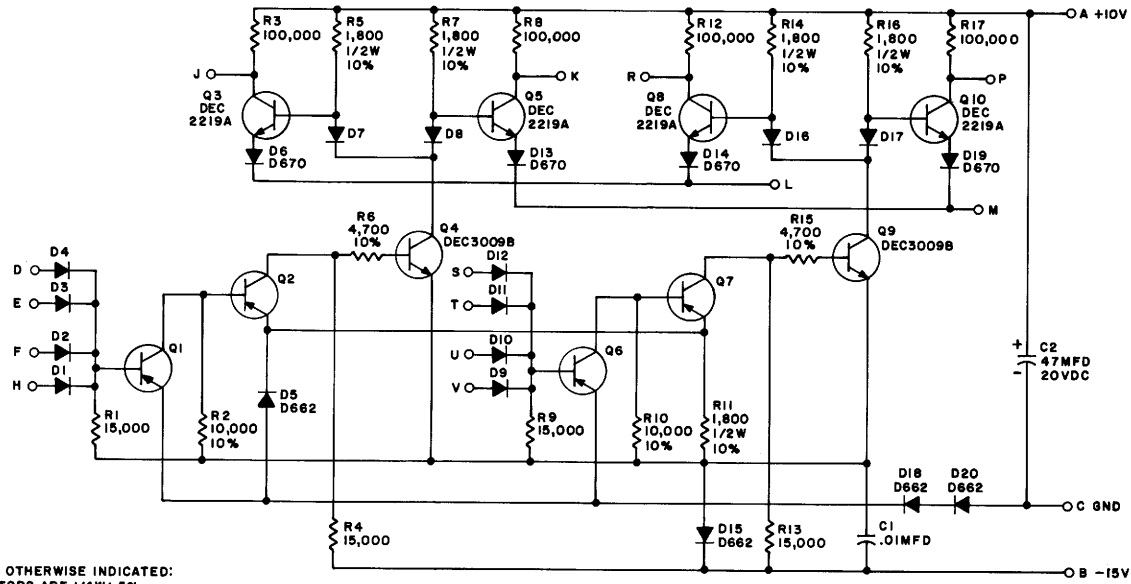 R3
100,000
R5
1,800
1/2W
10%
R7
1,800
1/2W
10%
R8
100,000
R12
100,000
R14
1,800
1/2W
10%
R16
1,800
1/2W
10%
R17
100,000
A +10V
J
K
R
P
Q3
DEC
2219A
Q5
DEC
2219A
Q8
DEC
2219A
Q10
DEC
2219A
D7
D8
D16
D17
D6
D670
D13
D670
D14
D670
D19
D670
L
M
R6
4,700
10%
Q4
DEC3009B
R15
4,700
10%
Q9
DEC3009B
D
D4
E
D3
F
D2
H
D1
Q2
Q1
S
D12
T
D11
U
D10
V
D9
Q7
Q6
C2
47MFD
20VDC
+
-
R1
15,000
R2
10,000
10%
D5
D662
R9
15,000
R10
10,000
10%
R11
1,800
1/2W
10%
D18
D662
D20
D662
C GND
R4
15,000
D15
D662
R13
15,000
C1
.01MFD
B -15V
OTHERWISE INDICATED: